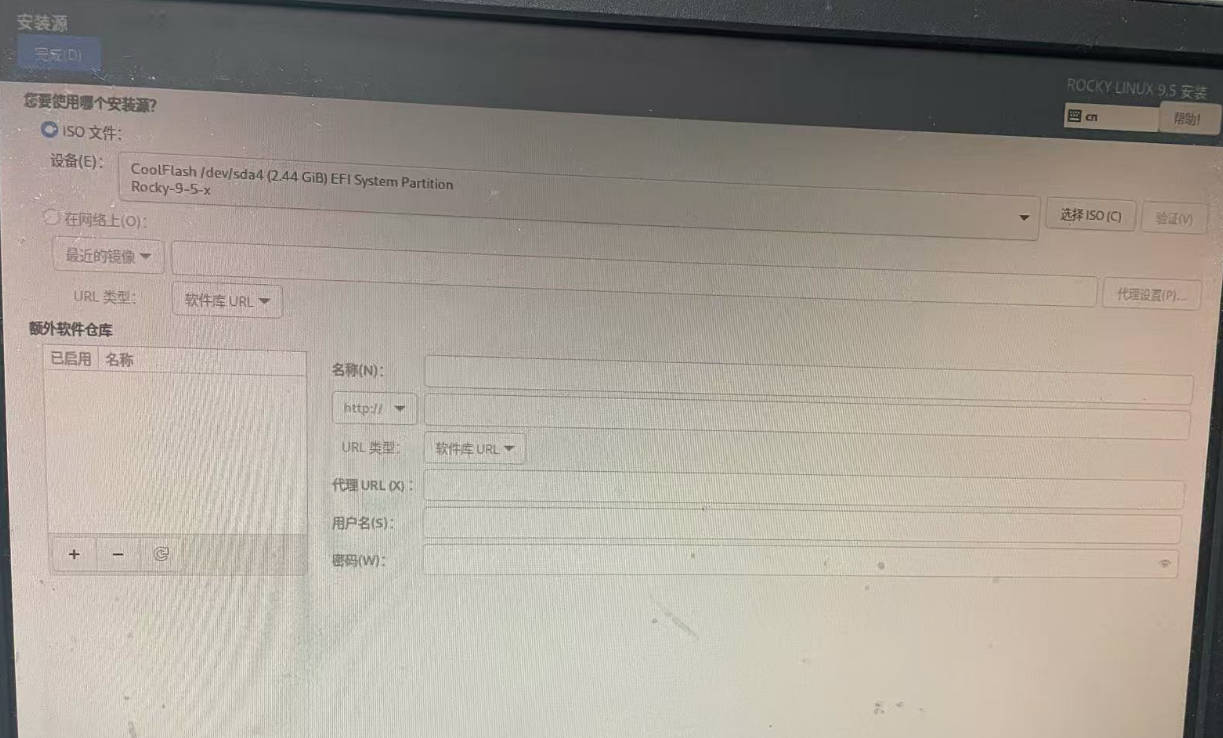 安装源
完成(D)
ROCKY LINUX 9.5 安装
cn
帮助!
您要使用哪个安装源?
ISO 文件:
设备(E):
CoolFlash /dev/sda4 (2.44 GiB) EFI System Partition
Rocky-9-5-x
选择 ISO (C)
验证(V)
在网络上(O):
最近的镜像
URL 类型:
软件库 URL
代理设置(P)...
额外软件仓库
已启用 名称
名称(N):
http://
URL 类型:
软件库 URL
代理 URL (X) :
用户名(S):
密码(W):